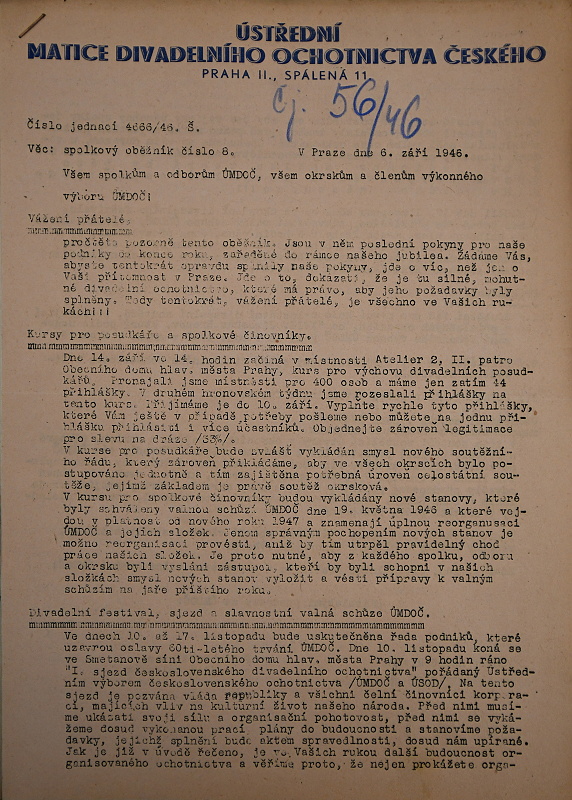 ÚSTŘEDNÍ
MATICE DIVADELNÍHO OCHOTNICTVA ČESKÉHO
PRAHA II., SPÁLENÁ 11
Čj. 56/46
Číslo jednací 4666/46. Š.
Věc: spolkový oběžník číslo 8. V Praze dne 6. září 1946.
Všem spolkům a odborům ÚMDOČ, všem okrskům a členům výkonného
výboru ÚMDOČ!
Vážení přátelé,
pročtěte pozorně tento oběžník. Jsou v něm poslední pokyny pro naše
podniky do konce roku, zařaděné do rámce našeho jubilea. Žádáme Vás,
abyste tentokrát opravdu splnily naše pokyny, jde o víc, než jen o
Vaší přítomnost v Praze. Jde o to, dokázati, že je tu silné, mohut-
né divadelní ochotnictvo, které má právo, aby jeho požadavky byly
splněny. Tedy tentokrát, vážení přátelé, je všechno ve Vašich ru-
kách!!!
Kursy pro posudkáře a spolkové činovníky.
Dne 14. září ve 14. hodin začíná v místnosti Atelier 2, II. patro
Obecního domu hlav. města Prahy, kurs pro výchovu divadelních posud-
kářů. Pronajali jsme místnosti pro 400 osob a máme jen zatím 44
přihlášky. V druhém hronovském týdnu jsme rozeslali přihlášky na
tento kurs. Přijímáme je do 10. září. Vyplnte rychle tyto přihlášky,
které Vám ještě v případě potřeby pošleme nebo můžete na jednu při-
hlášku přihlásiti i více účastníků. Objednejte zároveň legitimace
pro slevu na dráze /33%/.
V kurse pro posudkáře bude zvlášť vykládán smysl nového soutěžní-
ho řádu, který zároveň přikládáme, aby ve všech okrscích bylo po-
stupováno jednotně a tím zajištěna potřebná úroveň celostátní sou-
těže, jejímž základem je právě soutěž okrsková.
V kursu pro spolkové činovníky budou vykládány nové stanovy, které
byly schváleny valnou schůzí ÚMDOČ dne 19. května 1946 a které vej-
dou v platnost od nového roku 1947 a znamenají úplnou reorganusaci
ÚMDOČ a jejích složek. Jenom správným pochopením nových stanov je
možno reorganisaci provésti, aniž by tím utrpěl pravidelný chod
práce našich složek. Je proto nutné, aby z každého spolku, odboru
a okrsku byli vysláni zástupci, kteří by byli schopni v našich
složkách smysl nových stanov vyložit a vésti přípravy k valným
schůzím na jaře příštího roku.
Divadelní festival, sjezd a slavnostní valná schůze ÚMDOČ.
Ve dnech 10. až 17. listopadu bude uskutečněna řada podniků, které
uzavrou oslavy 60ti-letého trvání ÚMDOČ. Dne 10. listopadu koná se
ve Smetanově síni Obecního domu hlav. města Prahy v 9 hodin ráno
"I. sjezd československého divadelního ochotnictva" pořádaný Ústřed-
ním výborem československého ochotnictva /ÚMDOČ a ÚSOD/. Na tento
sjezd je pozvána vláda republiky a všichni čelní činovníci korpora-
cí, majících vliv na kulturní život našeho národa. Před nimi musí-
me ukázati svoji sílu a organisační pohotovost, před nimi se vyká-
žeme dosud vykonanou prací, plány do budoucnosti a stanovíme poža-
davky, jejichž splnění bude aktem spravedlnosti, dosud nám upírané.
Jak je již v úvodě řečeno, je ve Vašich rukou další budoucnost or-
ganisovaného ochotnictva a věříme proto, že nejen prokážete orga-